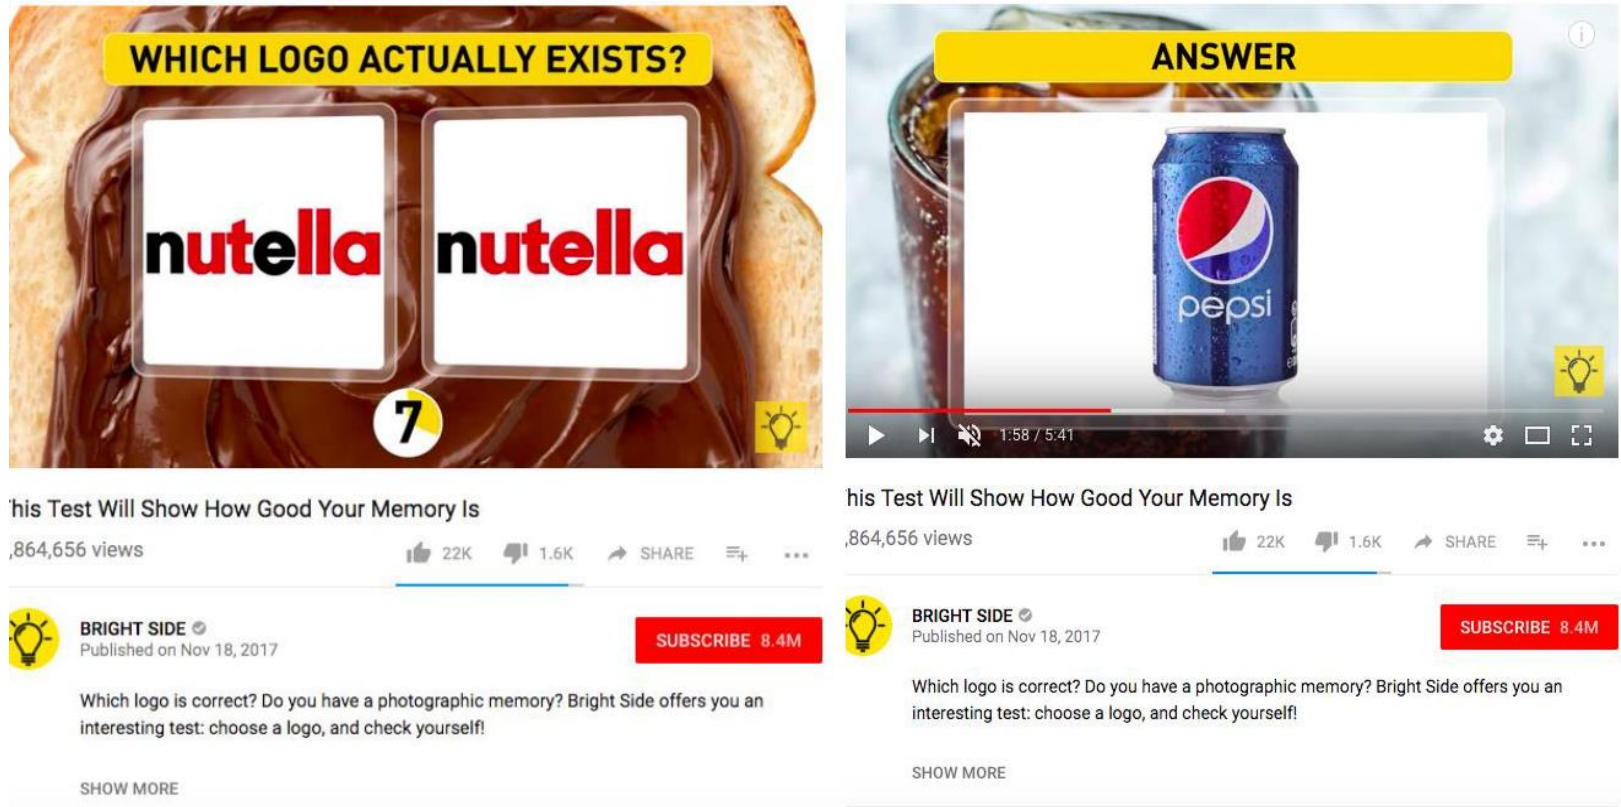 WHICH LOGO ACTUALLY EXISTS?
nutella
nutella
7
his Test Will Show How Good Your Memory Is
,864,656 views
22K
1.6K
SHARE
BRIGHT SIDE
Published on Nov 18, 2017
SUBSCRIBE 8.4M
Which logo is correct? Do you have a photographic memory? Bright Side offers you an
interesting test: choose a logo, and check yourself!
SHOW MORE
ANSWER
pepsi
1:58 / 5:41
his Test Will Show How Good Your Memory Is
,864,656 views
22K
1.6K
SHARE
BRIGHT SIDE
Published on Nov 18, 2017
SUBSCRIBE 8.4M
Which logo is correct? Do you have a photographic memory? Bright Side offers you an
interesting test: choose a logo, and check yourself!
SHOW MORE